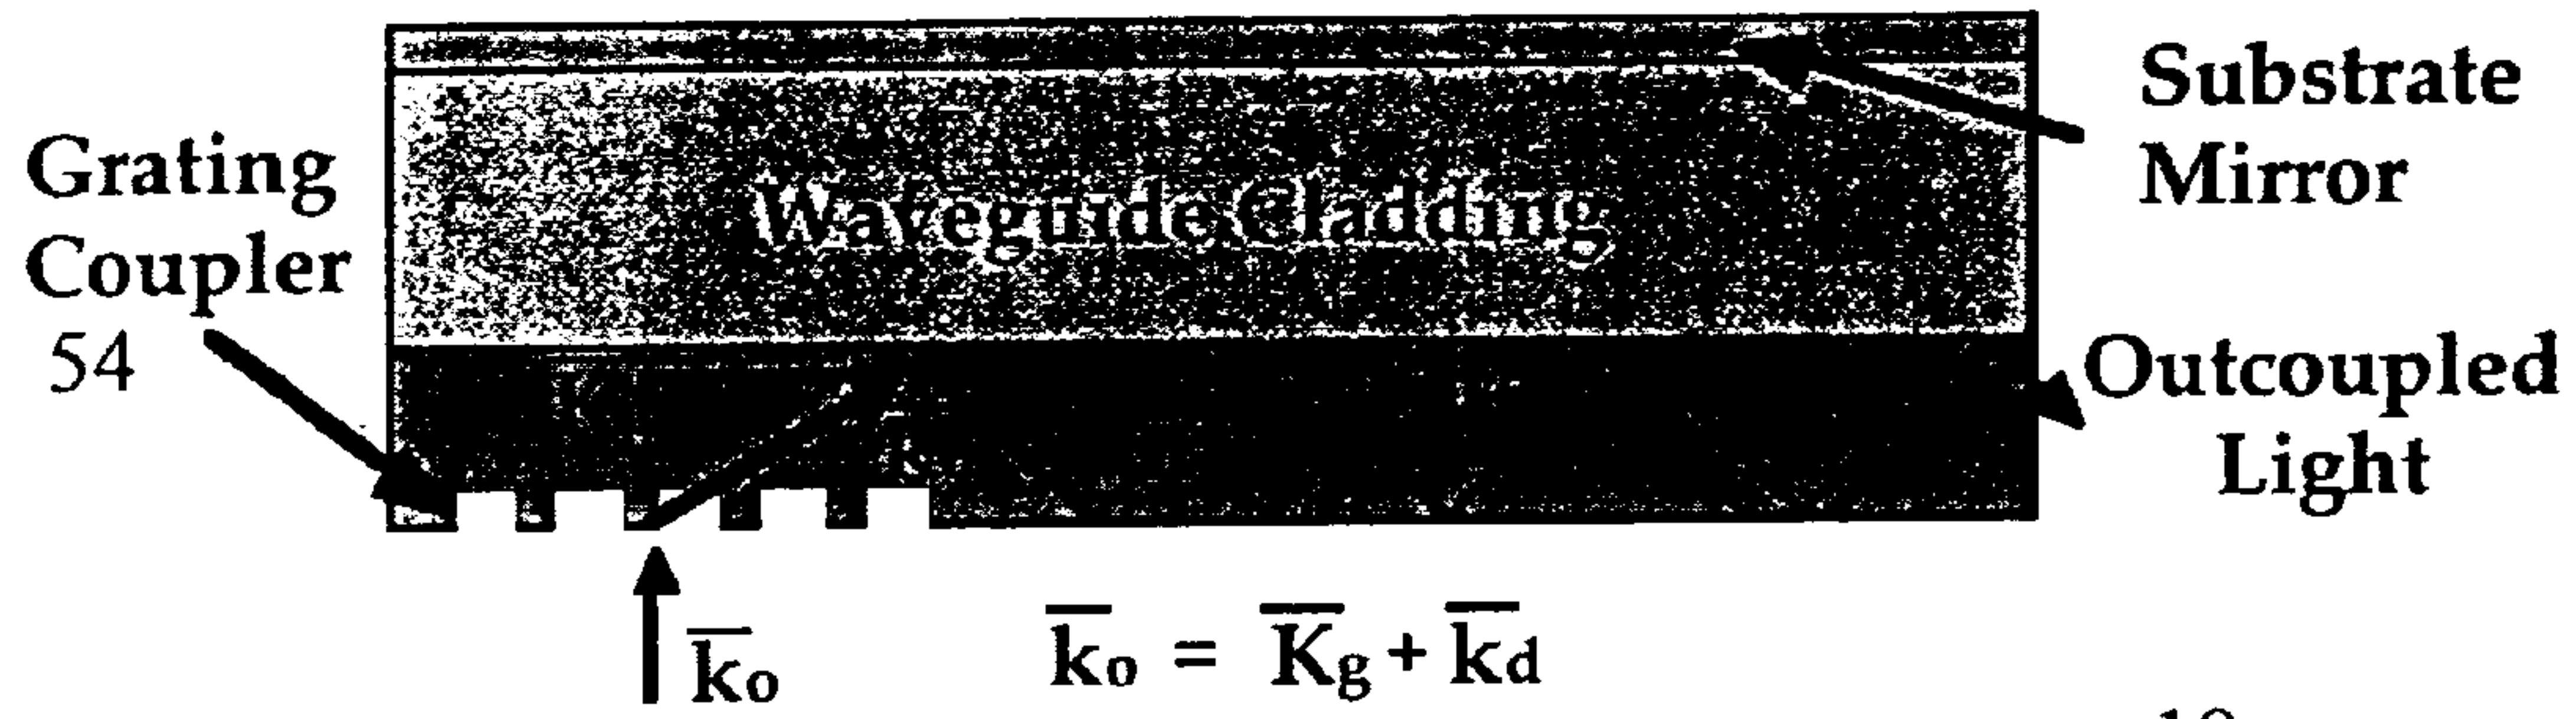 Grating
Coupler
54
Waveguide Cladding
Substrate
Mirror
Outcoupled
Light
k̅o
k̅o = K̅g + k̅d